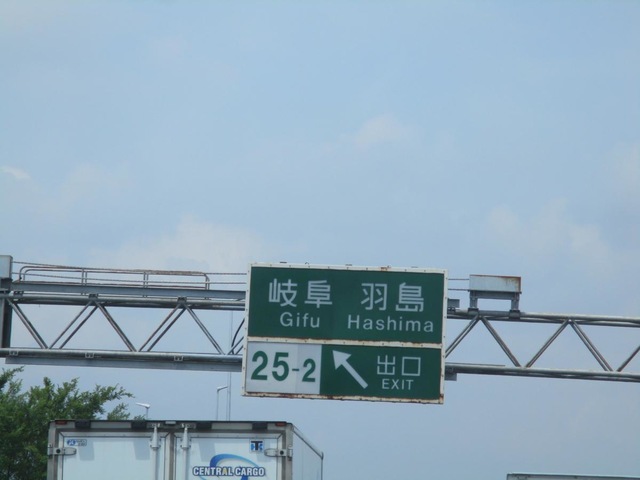 岐阜 羽島
Gifu Hashima
25-2 出口
EXIT
CENTRAL CARGO